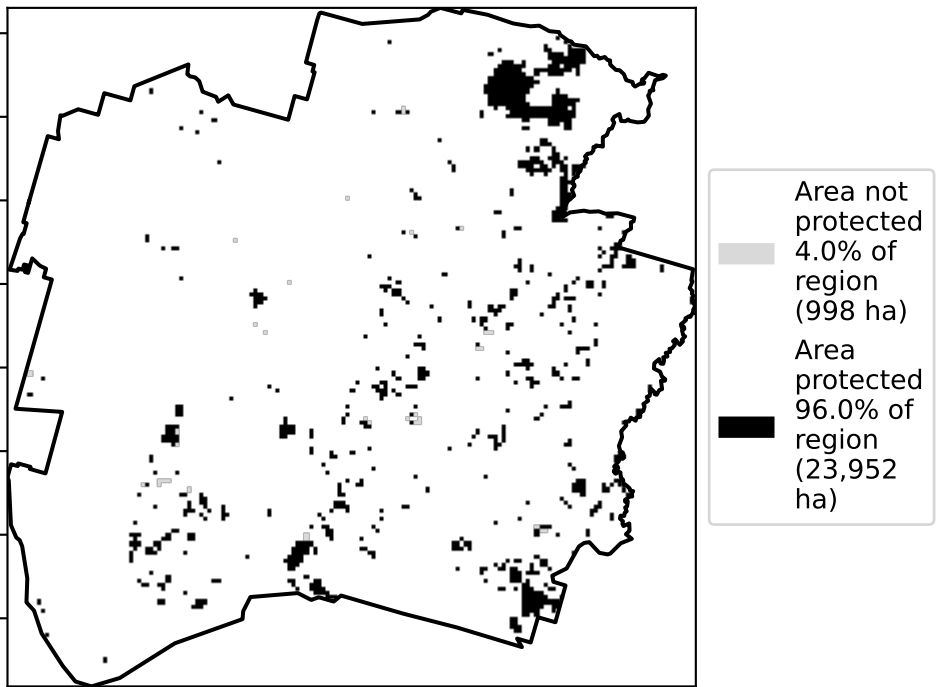 Area not
protected
4.0% of
region
(998 ha)
Area
protected
96.0% of
region
(23,952
ha)